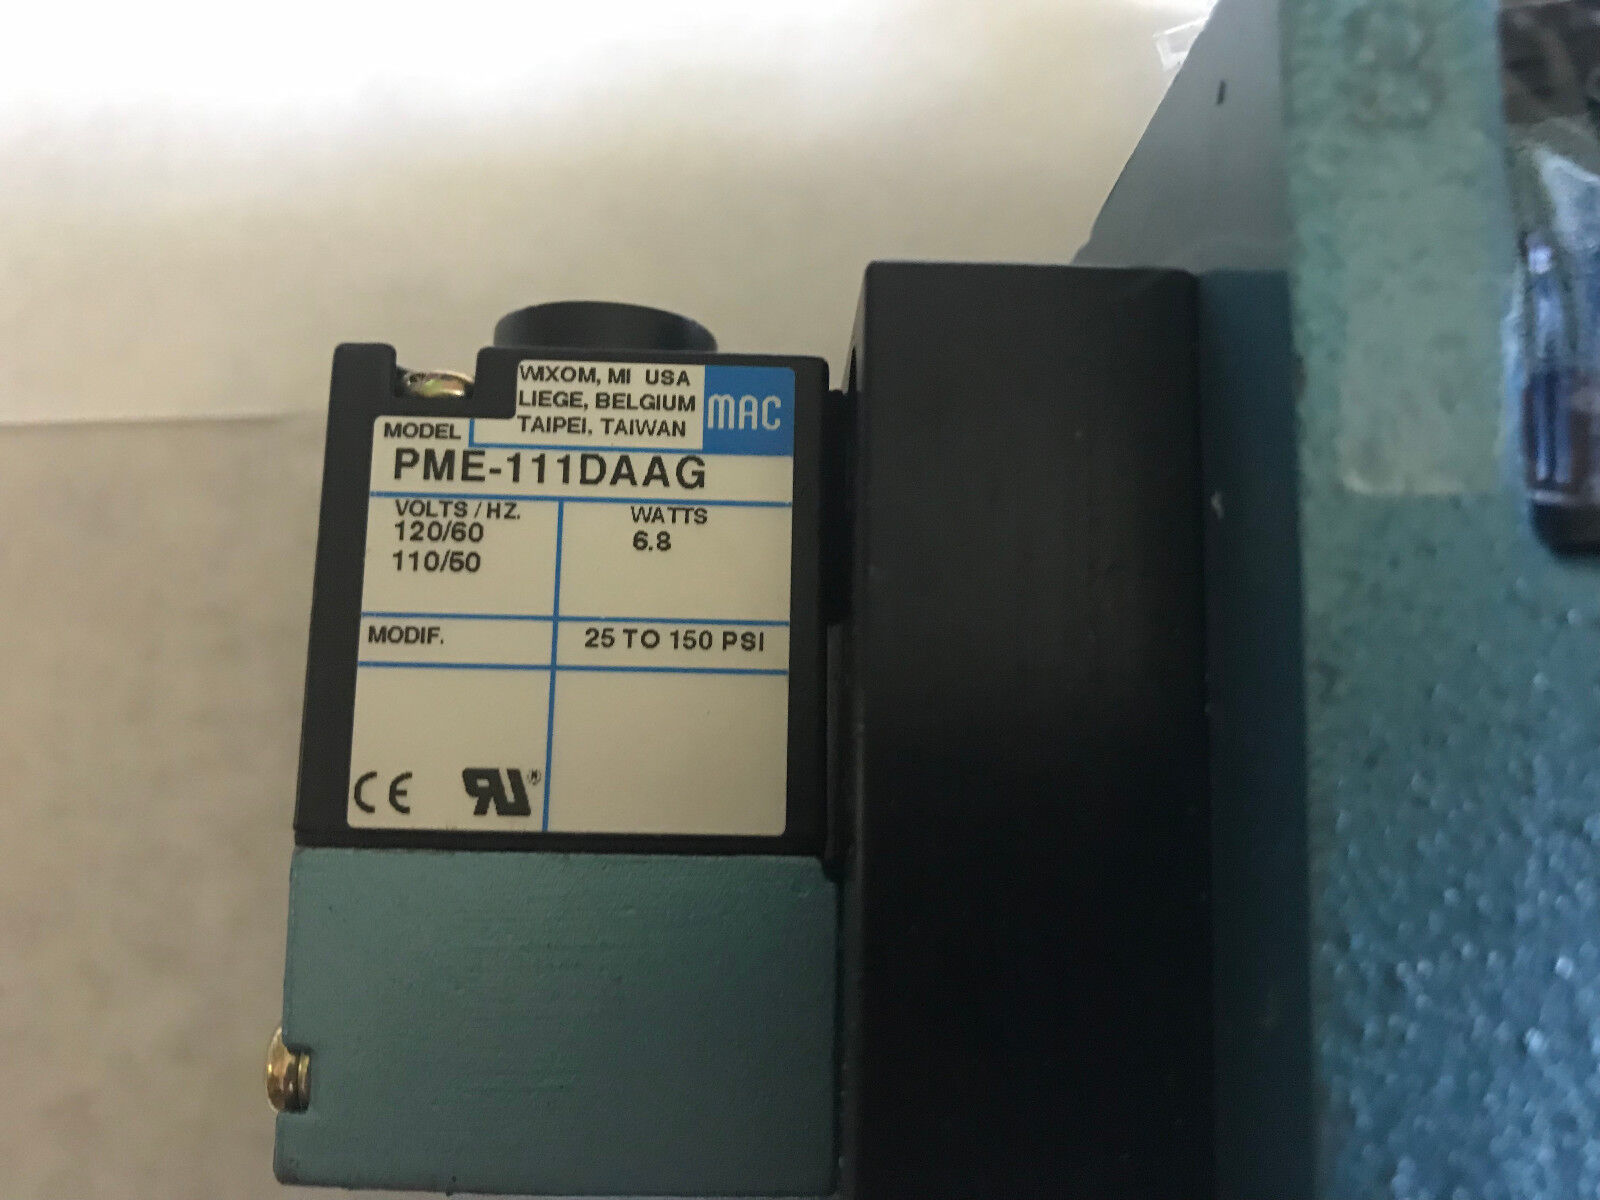 WIXOM, MI USA
LIEGE, BELGIUM
TAIPEI, TAIWAN
MAC
MODEL
PME-111DAAG
VOLTS/HZ.
120/60
110/50
WATTS
6.8
MODIF.
25 TO 150 PSI
CE
RU®